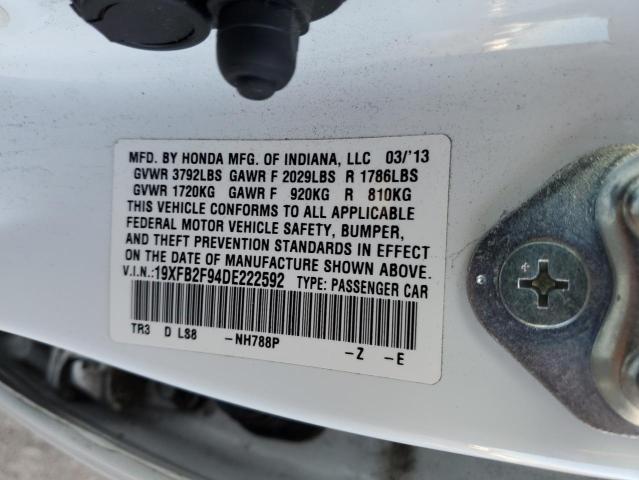 MFD. BY HONDA MFG. OF INDIANA, LLC 03/'13
GVWR 3792LBS GAWR F 2029LBS R 1786LBS
GVWR 1720KG GAWR F 920KG R 810KG
THIS VEHICLE CONFORMS TO ALL APPLICABLE
FEDERAL MOTOR VEHICLE SAFETY, BUMPER,
AND THEFT PREVENTION STANDARDS IN EFFECT
ON THE DATE OF MANUFACTURE SHOWN ABOVE.
V.I.N.:19XFB2F94DE222592 TYPE: PASSENGER CAR
TR3 D LS8 -NH788P -Z -E